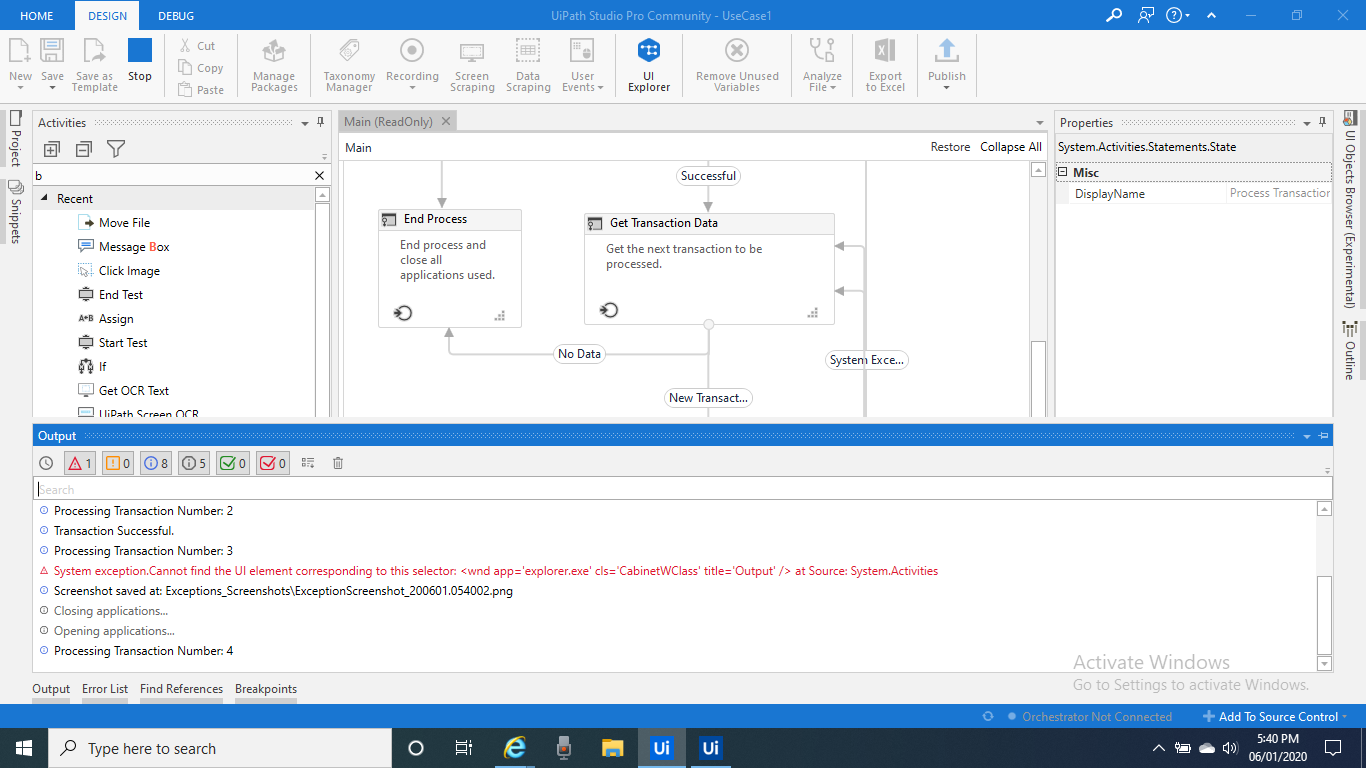 HOME DESIGN DEBUG UiPath Studio Pro Community - UseCase1
New Save Save as Template Stop Cut Copy Paste Manage Packages Taxonomy Manager Recording Screen Scraping Data Scraping User Events UI Explorer Remove Unused Variables Analyze File Export to Excel Publish
Project
Snippets
Activities
b
Recent
Move File
Message Box
Click Image
End Test
Assign
Start Test
If
Get OCR Text
UiPath Screen OCR
Main (ReadOnly)
Main Restore Collapse All
Successful
End Process
End process and
close all
applications used.
Get Transaction Data
Get the next transaction to be
processed.
No Data
System Exce...
New Transact...
Properties
System.Activities.Statements.State
Misc
DisplayName Process Transaction
UI Objects Browser (Experimental)
Outline
Output
1 0 8 5 0 0
Search
Processing Transaction Number: 2
Transaction Successful.
Processing Transaction Number: 3
System exception.Cannot find the UI element corresponding to this selector: <wnd app='explorer.exe' cls='CabinetWClass' title='Output' /> at Source: System.Activities
Screenshot saved at: Exceptions_Screenshots\ExceptionScreenshot_200601.054002.png
Closing applications...
Opening applications...
Processing Transaction Number: 4
Activate Windows
Go to Settings to activate Windows.
Output Error List Find References Breakpoints
Orchestrator Not Connected Add To Source Control
Type here to search
Ui Ui
5:40 PM
06/01/2020